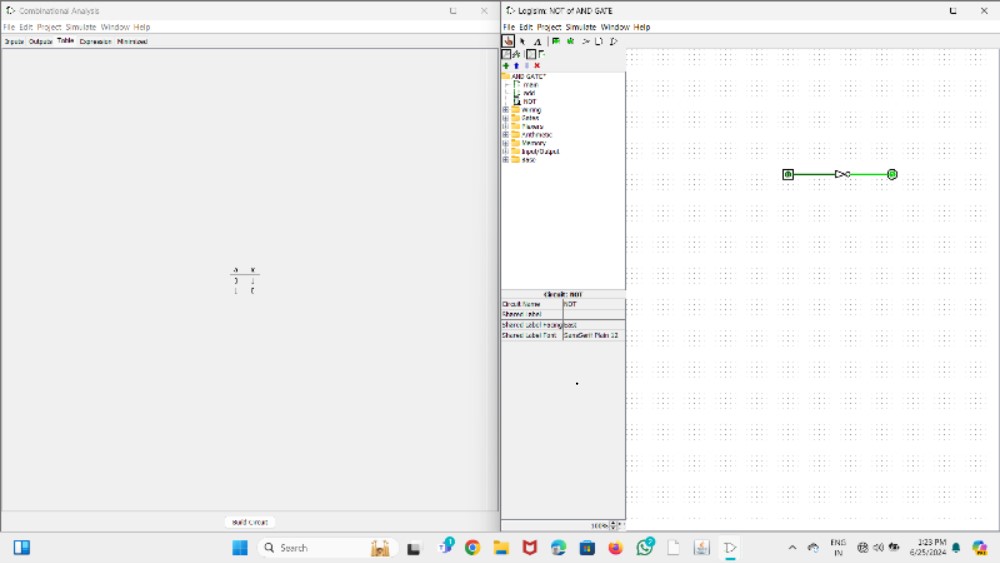 Combinational Analysis
File Edit Project Simulate Window Help
Inputs Outputs Table Expression Minimized
a x
0 1
1 0
Build Circuit
Logisim: NOT of AND GATE
File Edit Project Simulate Window Help
A
AND GATE*
main
add
NOT
Wiring
Gates
Plexers
Arithmetic
Memory
Input/Output
Base
Circuit: NOT
Circuit Name NOT
Shared Label
Shared Label Facing East
Shared Label Font SansSerif Plain 12
100%
Search
ENG
IN
1:23 PM
6/25/2024